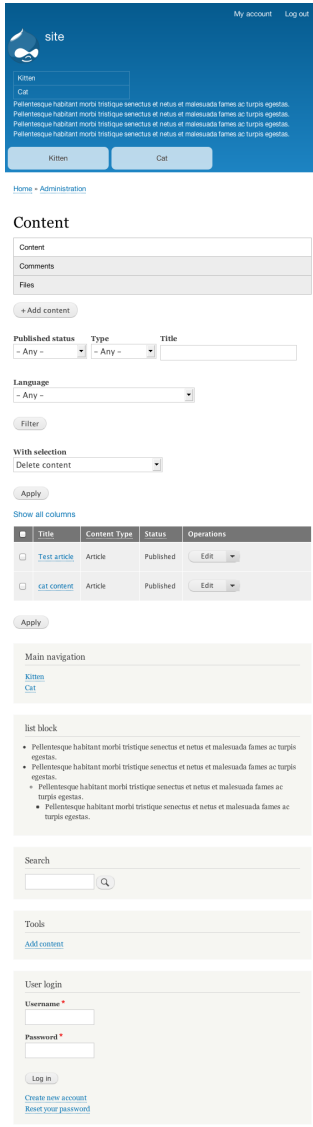 My account Log out
site
Kitten
Cat
Pellentesque habitant morbi tristique senectus et netus et malesuada fames ac turpis egestas.
Pellentesque habitant morbi tristique senectus et netus et malesuada fames ac turpis egestas.
Pellentesque habitant morbi tristique senectus et netus et malesuada fames ac turpis egestas.
Pellentesque habitant morbi tristique senectus et netus et malesuada fames ac turpis egestas.
Kitten Cat
Home » Administration
Content
Content
Comments
Files
+ Add content
Published status Type Title
– Any – – Any –
Language
– Any –
Filter
With selection
Delete content
Apply
Show all columns
Title Content Type Status Operations
Test article Article Published Edit
cat content Article Published Edit
Apply
Main navigation
Kitten
Cat
list block
• Pellentesque habitant morbi tristique senectus et netus et malesuada fames ac turpis
egestas.
• Pellentesque habitant morbi tristique senectus et netus et malesuada fames ac turpis
egestas.
◦ Pellentesque habitant morbi tristique senectus et netus et malesuada fames ac
turpis egestas.
• Pellentesque habitant morbi tristique senectus et netus et malesuada fames ac
turpis egestas.
Search
Tools
Add content
User login
Username *
Password *
Log in
Create new account
Reset your password